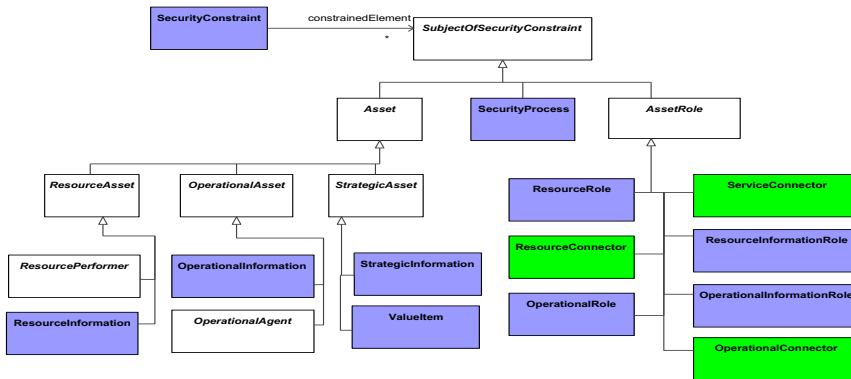 SecurityConstraint
constrainedElement
*
SubjectOfSecurityConstraint
Asset
SecurityProcess
AssetRole
ResourceAsset
OperationalAsset
StrategicAsset
ResourceRole
ServiceConnector
ResourceConnector
ResourceInformationRole
ResourcePerformer
OperationalInformation
StrategicInformation
OperationalRole
OperationalInformationRole
ResourceInformation
OperationalAgent
ValueItem
OperationalConnector